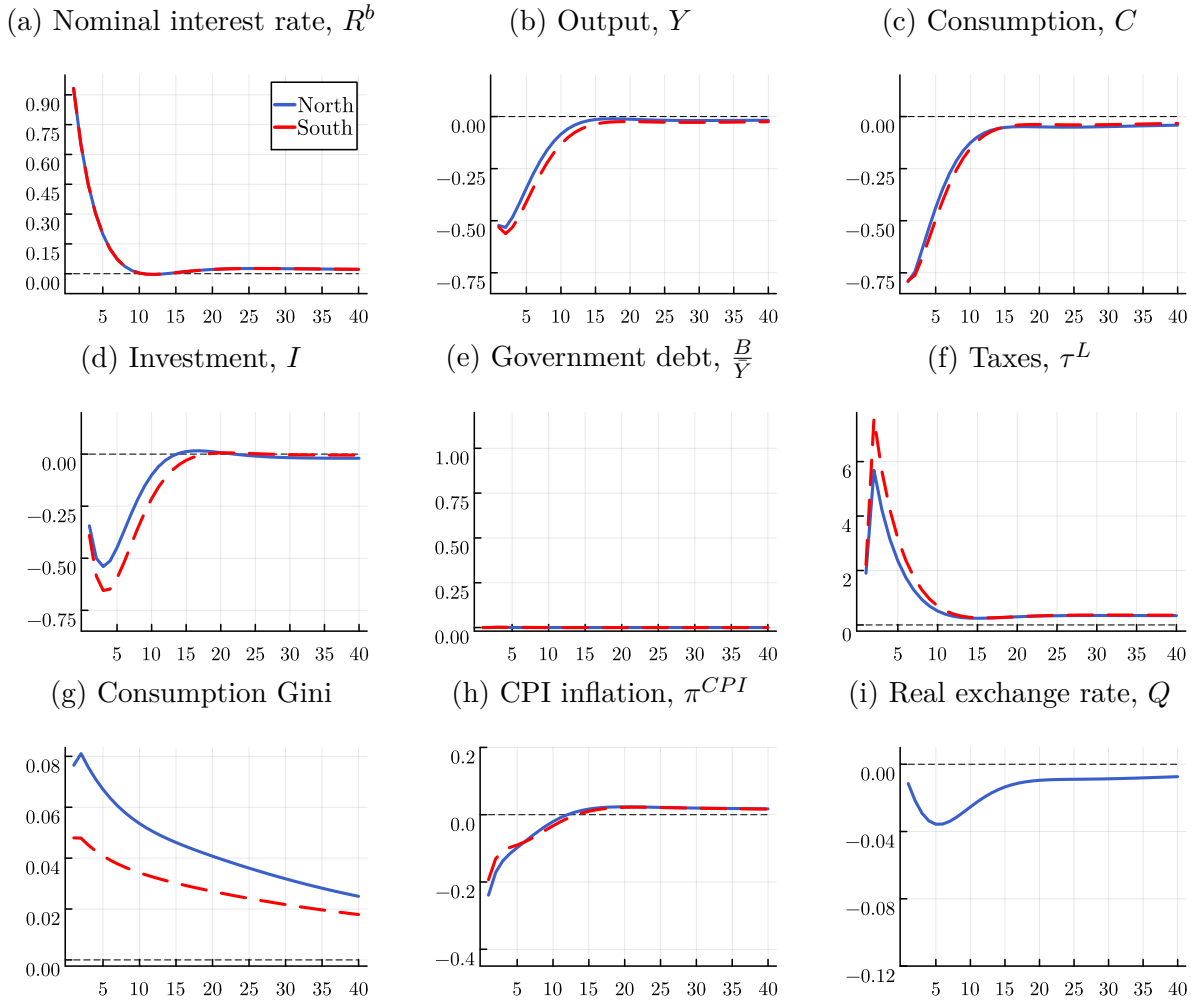 (a) Nominal interest rate, R^b
(b) Output, Y
(c) Consumption, C
0.90
0.75
0.60
0.45
0.30
0.15
0.00
North
South
5 10 15 20 25 30 35 40
0.00
−0.25
−0.50
−0.75
5 10 15 20 25 30 35 40
0.00
−0.25
−0.50
−0.75
5 10 15 20 25 30 35 40
(d) Investment, I
(e) Government debt, B/Ȳ
(f) Taxes, τ^L
0.00
−0.25
−0.50
−0.75
5 10 15 20 25 30 35 40
1.00
0.75
0.50
0.25
0.00
5 10 15 20 25 30 35 40
6
4
2
0
5 10 15 20 25 30 35 40
(g) Consumption Gini
(h) CPI inflation, π^{CPI}
(i) Real exchange rate, Q
0.08
0.06
0.04
0.02
0.00
5 10 15 20 25 30 35 40
0.2
0.0
−0.2
−0.4
5 10 15 20 25 30 35 40
0.00
−0.04
−0.08
−0.12
5 10 15 20 25 30 35 40